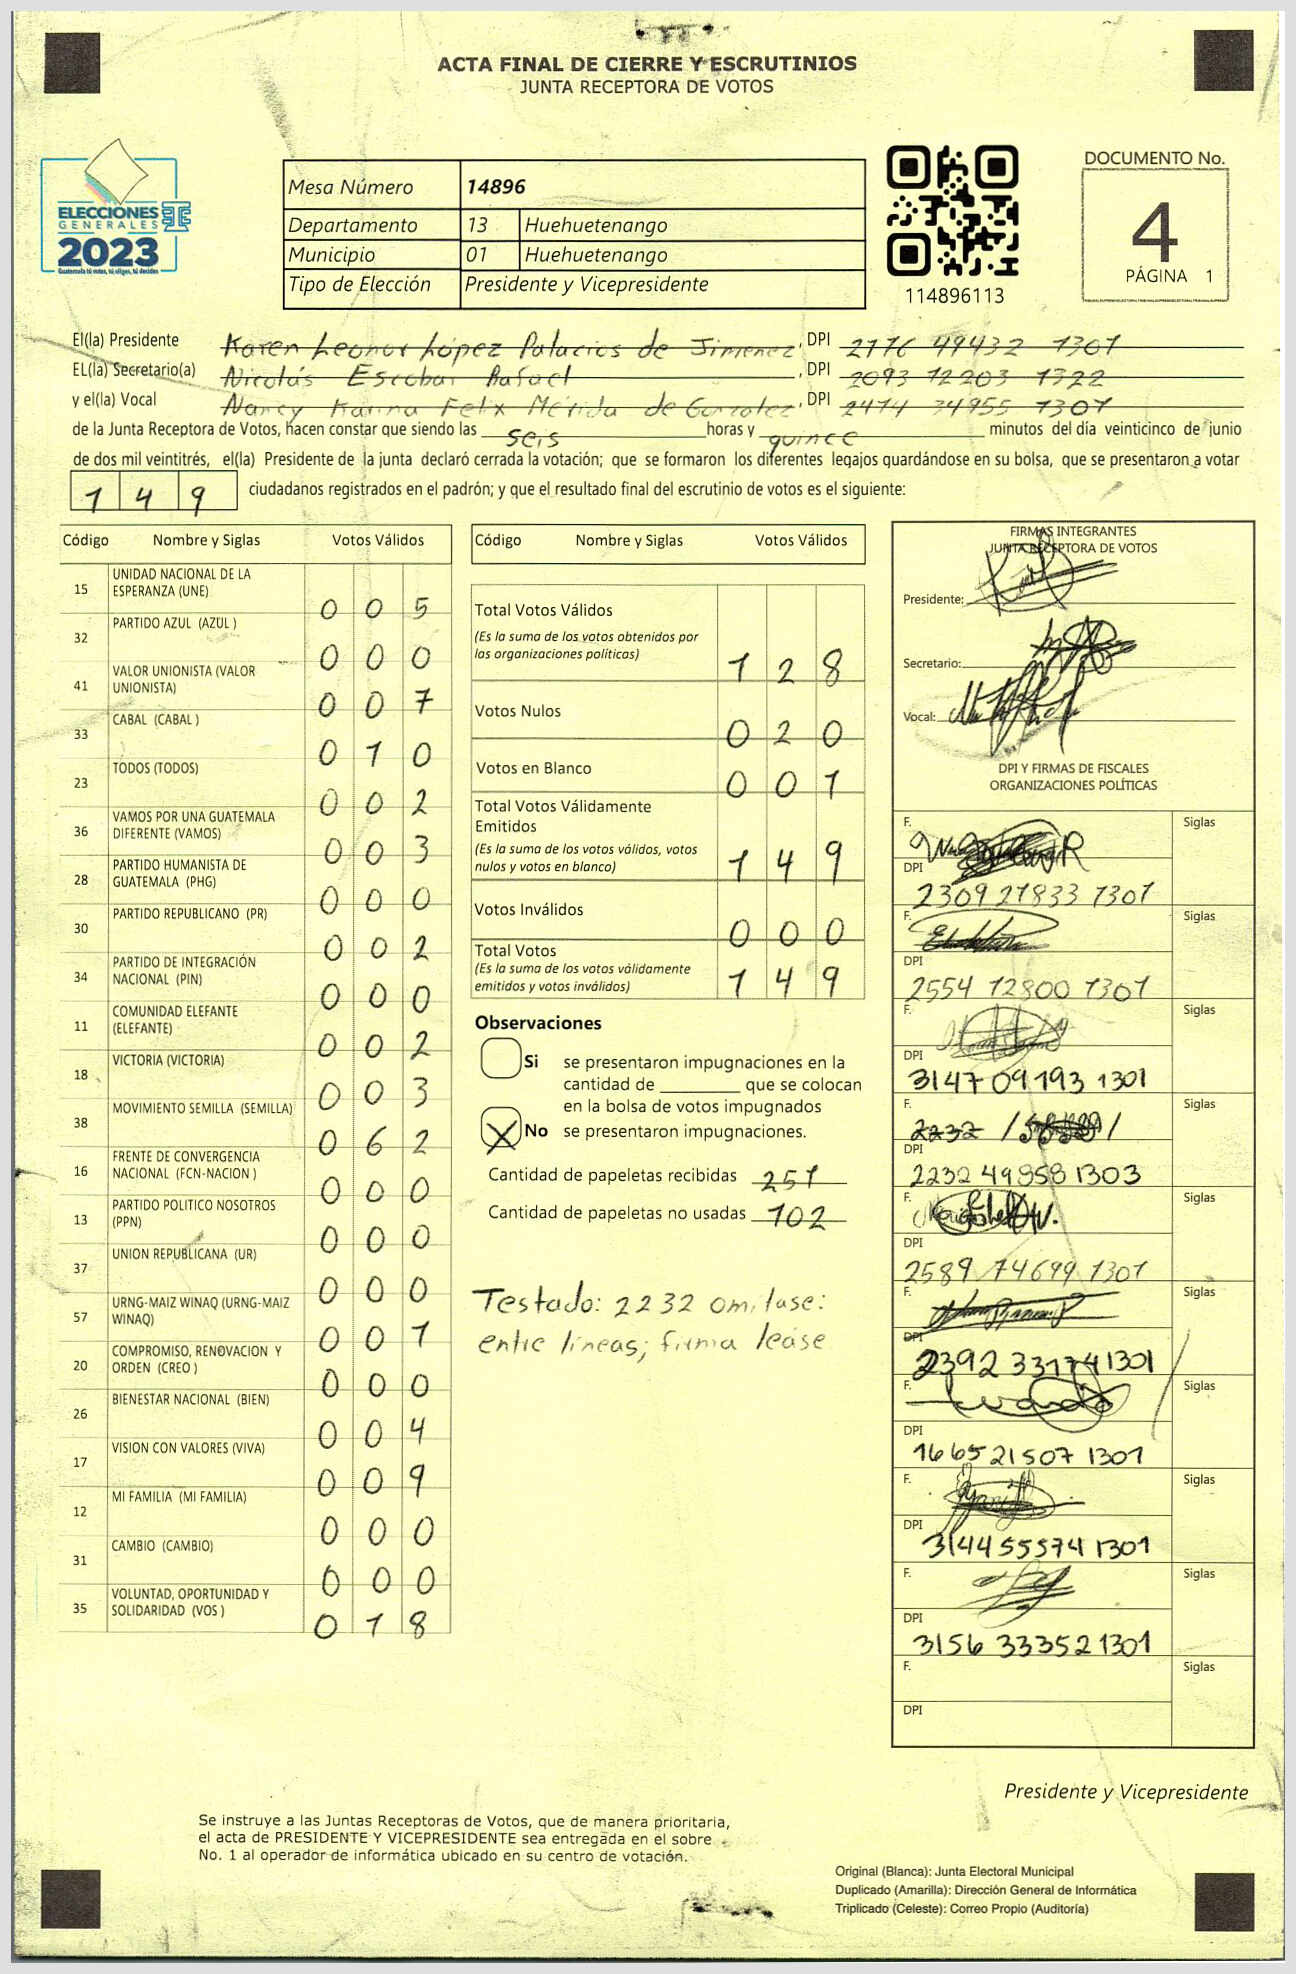 ACTA FINAL DE CIERRE Y ESCRUTINIOS
JUNTA RECEPTORA DE VOTOS
ELECCIONES
GENERALES
2023
Guatemala tú votas, tú eliges, tú decides
Mesa Número 14896
Departamento 13 Huehuetenango
Municipio 01 Huehuetenango
Tipo de Elección Presidente y Vicepresidente
114896113
DOCUMENTO No.
4
PÁGINA 1
El(la) Presidente Karen Leonor López Palacios de Jimenez, DPI 2776 49432 1301
EL(la) Secretario(a) Nicolás Escobar Rafael, DPI 2093 12203 1322
y el(la) Vocal Nancy Karina Felix Mérida de Gonzalez, DPI 2474 34955 1301
de la Junta Receptora de Votos, hacen constar que siendo las seis horas y quince minutos del día veinticinco de junio
de dos mil veintitrés, el(la) Presidente de la junta declaró cerrada la votación; que se formaron los diferentes legajos quardándose en su bolsa, que se presentaron a votar
149 ciudadanos registrados en el padrón; y que el resultado final del escrutinio de votos es el siguiente:
Código Nombre y Siglas Votos Válidos
15 UNIDAD NACIONAL DE LA
ESPERANZA (UNE) 0 0 5
32 PARTIDO AZUL (AZUL ) 0 0 0
41 VALOR UNIONISTA (VALOR
UNIONISTA) 0 0 7
33 CABAL (CABAL ) 0 1 0
23 TODOS (TODOS) 0 0 2
36 VAMOS POR UNA GUATEMALA
DIFERENTE (VAMOS) 0 0 3
28 PARTIDO HUMANISTA DE
GUATEMALA (PHG) 0 0 0
30 PARTIDO REPUBLICANO (PR) 0 0 2
34 PARTIDO DE INTEGRACIÓN
NACIONAL (PIN) 0 0 0
11 COMUNIDAD ELEFANTE
(ELEFANTE) 0 0 2
18 VICTORIA (VICTORIA) 0 0 3
38 MOVIMIENTO SEMILLA (SEMILLA) 0 6 2
16 FRENTE DE CONVERGENCIA
NACIONAL (FCN-NACION ) 0 0 0
13 PARTIDO POLITICO NOSOTROS
(PPN) 0 0 0
37 UNION REPUBLICANA (UR) 0 0 0
57 URNG-MAIZ WINAQ (URNG-MAIZ
WINAQ) 0 0 1
20 COMPROMISO, RENOVACION Y
ORDEN (CREO ) 0 0 0
26 BIENESTAR NACIONAL (BIEN) 0 0 4
17 VISION CON VALORES (VIVA) 0 0 9
12 MI FAMILIA (MI FAMILIA) 0 0 0
31 CAMBIO (CAMBIO) 0 0 0
35 VOLUNTAD, OPORTUNIDAD Y
SOLIDARIDAD (VOS ) 0 1 8
Código Nombre y Siglas Votos Válidos
Total Votos Válidos
(Es la suma de los votos obtenidos por
las organizaciones políticas) 1 2 8
Votos Nulos 0 2 0
Votos en Blanco 0 0 1
Total Votos Válidamente
Emitidos
(Es la suma de los votos válidos, votos
nulos y votos en blanco) 1 4 9
Votos Inválidos 0 0 0
Total Votos
(Es la suma de los votos válidamente
emitidos y votos inválidos) 1 4 9
Observaciones
Si se presentaron impugnaciones en la
cantidad de ________ que se colocan
en la bolsa de votos impugnados
X No se presentaron impugnaciones.
Cantidad de papeletas recibidas 251
Cantidad de papeletas no usadas 102
Testado: 2232 omitase:
entre líneas; firma leáse
FIRMAS INTEGRANTES
JUNTA RECEPTORA DE VOTOS
Presidente:
Secretario:
Vocal:
DPI Y FIRMAS DE FISCALES
ORGANIZACIONES POLÍTICAS
F. Siglas
DPI
2309 21833 1301
F. Siglas
DPI
2554 12800 1301
F. Siglas
DPI
3147 09193 1301
F. 2232 Siglas
DPI
2232 49858 1303
F. Siglas
DPI
2589 74699 1301
F. Siglas
DPI
2392 33174 1301
F. Siglas
DPI
1665 21507 1301
F. Siglas
DPI
3144 55574 1301
F. Siglas
DPI
3156 33352 1301
F. Siglas
DPI
Presidente y Vicepresidente
Se instruye a las Juntas Receptoras de Votos, que de manera prioritaria,
el acta de PRESIDENTE Y VICEPRESIDENTE sea entregada en el sobre
No. 1 al operador de informática ubicado en su centro de votación.
Original (Blanca): Junta Electoral Municipal
Duplicado (Amarilla): Dirección General de Informática
Triplicado (Celeste): Correo Propio (Auditoría)